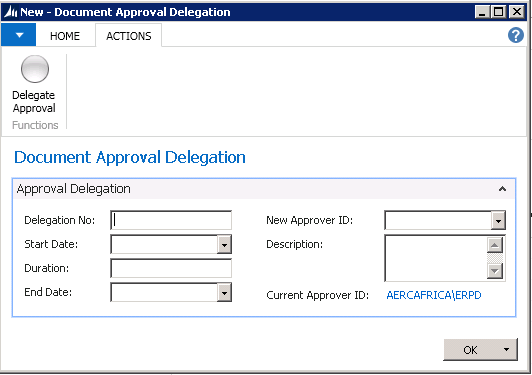 New - Document Approval Delegation
HOME
ACTIONS
?
Delegate
Approval
Functions
Document Approval Delegation
Approval Delegation
Delegation No:
New Approver ID:
Start Date:
Description:
Duration:
End Date:
Current Approver ID:
AERCAFRICA\ERPD
OK